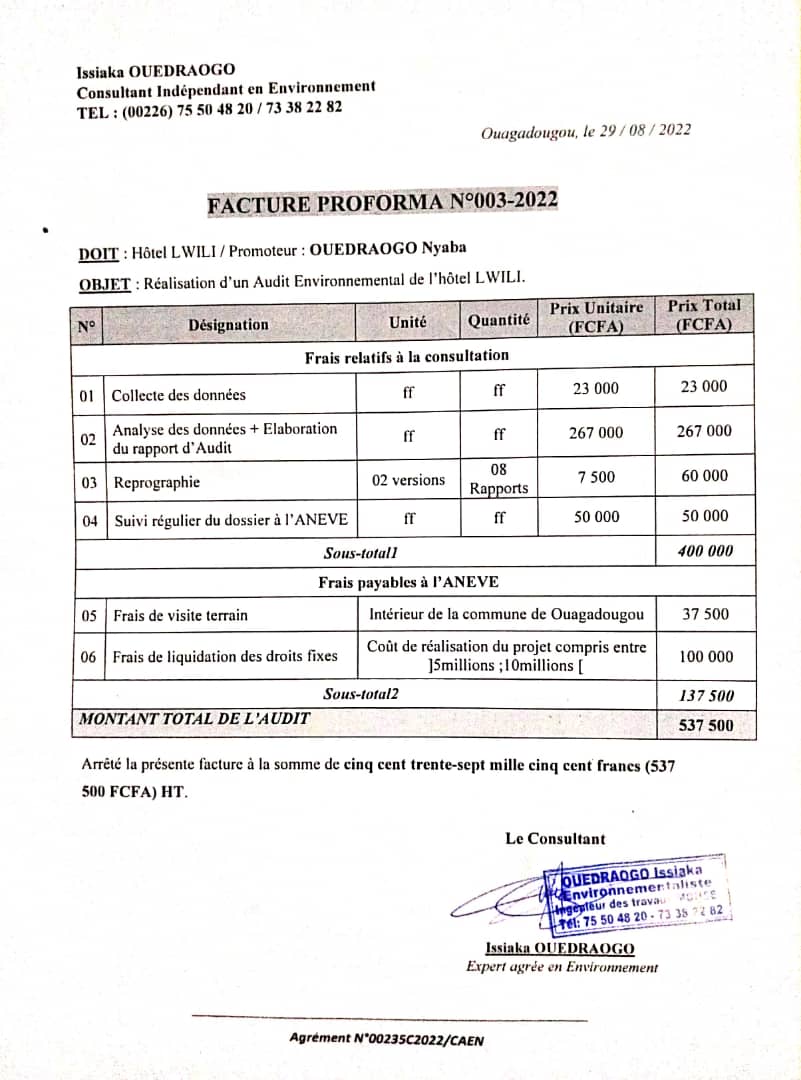 Issiaka OUEDRAOGO
Consultant Indépendant en Environnement
TEL : (00226) 75 50 48 20 / 73 38 22 82
Ouagadougou, le 29 / 08 / 2022
FACTURE PROFORMA N°003-2022
DOIT : Hôtel LWILI / Promoteur : OUEDRAOGO Nyaba
OBJET : Réalisation d'un Audit Environnemental de l'hôtel LWILI.
N° Désignation Unité Quantité Prix Unitaire (FCFA) Prix Total (FCFA)
Frais relatifs à la consultation
01 Collecte des données ff ff 23 000 23 000
02 Analyse des données + Elaboration du rapport d'Audit ff ff 267 000 267 000
03 Reprographie 02 versions 08 Rapports 7 500 60 000
04 Suivi régulier du dossier à l'ANEVE ff ff 50 000 50 000
Sous-total1 400 000
Frais payables à l'ANEVE
05 Frais de visite terrain Intérieur de la commune de Ouagadougou 37 500
06 Frais de liquidation des droits fixes Coût de réalisation du projet compris entre ]5millions ;10millions [ 100 000
Sous-total2 137 500
MONTANT TOTAL DE L'AUDIT 537 500
Arrêté la présente facture à la somme de cinq cent trente-sept mille cinq cent francs (537
500 FCFA) HT.
Le Consultant
OUEDRAOGO Issiaka
Environnementaliste
Ingénieur des travau
Tél: 75 50 48 20 - 73 38 22 82
Issiaka OUEDRAOGO
Expert agrée en Environnement
Agrément N°00235C2022/CAEN